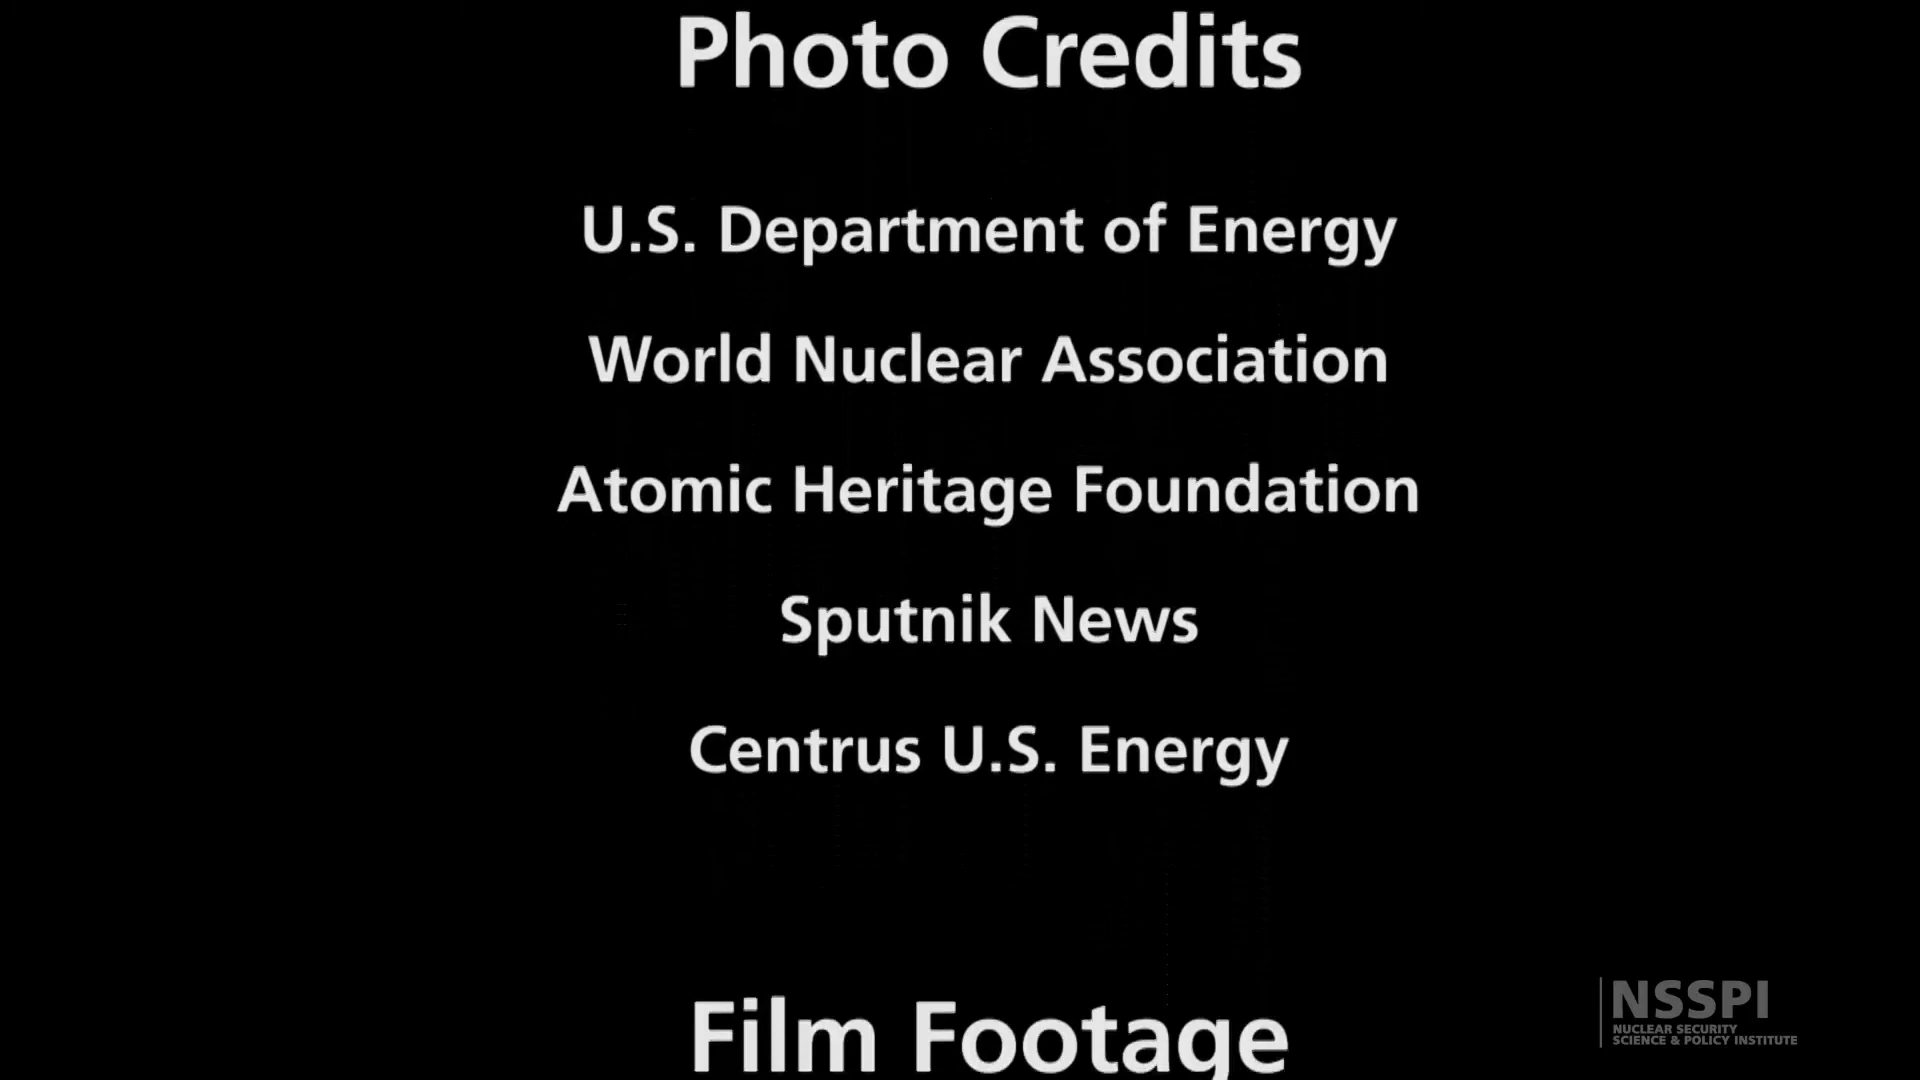 Photo Credits
U.S. Department of Energy
World Nuclear Association
Atomic Heritage Foundation
Sputnik News
Centrus U.S. Energy
Film Footage
NSSPI
NUCLEAR SECURITY
SCIENCE & POLICY INSTITUTE